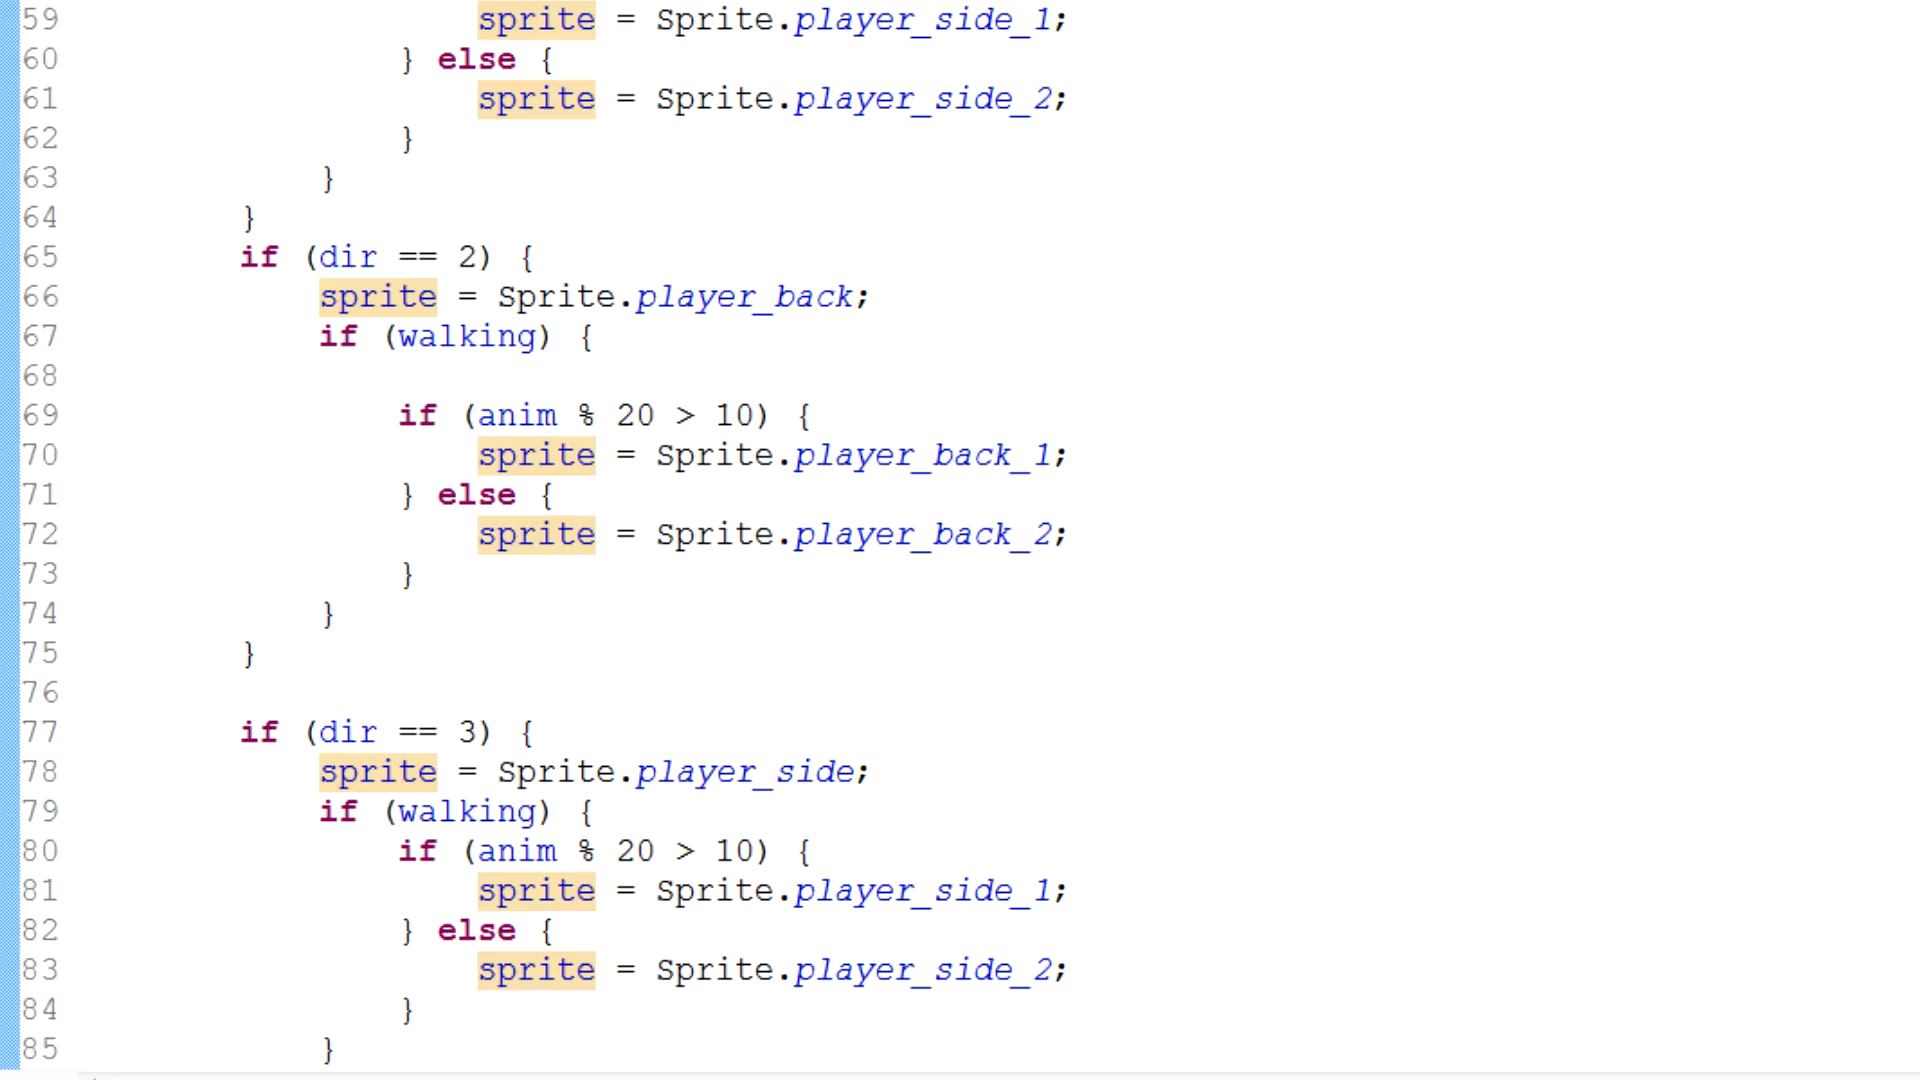 59 sprite = Sprite.player_side_1;
60 } else {
61 sprite = Sprite.player_side_2;
62 }
63 }
64 }
65 if (dir == 2) {
66 sprite = Sprite.player_back;
67 if (walking) {
68
69 if (anim % 20 > 10) {
70 sprite = Sprite.player_back_1;
71 } else {
72 sprite = Sprite.player_back_2;
73 }
74 }
75 }
76
77 if (dir == 3) {
78 sprite = Sprite.player_side;
79 if (walking) {
80 if (anim % 20 > 10) {
81 sprite = Sprite.player_side_1;
82 } else {
83 sprite = Sprite.player_side_2;
84 }
85 }